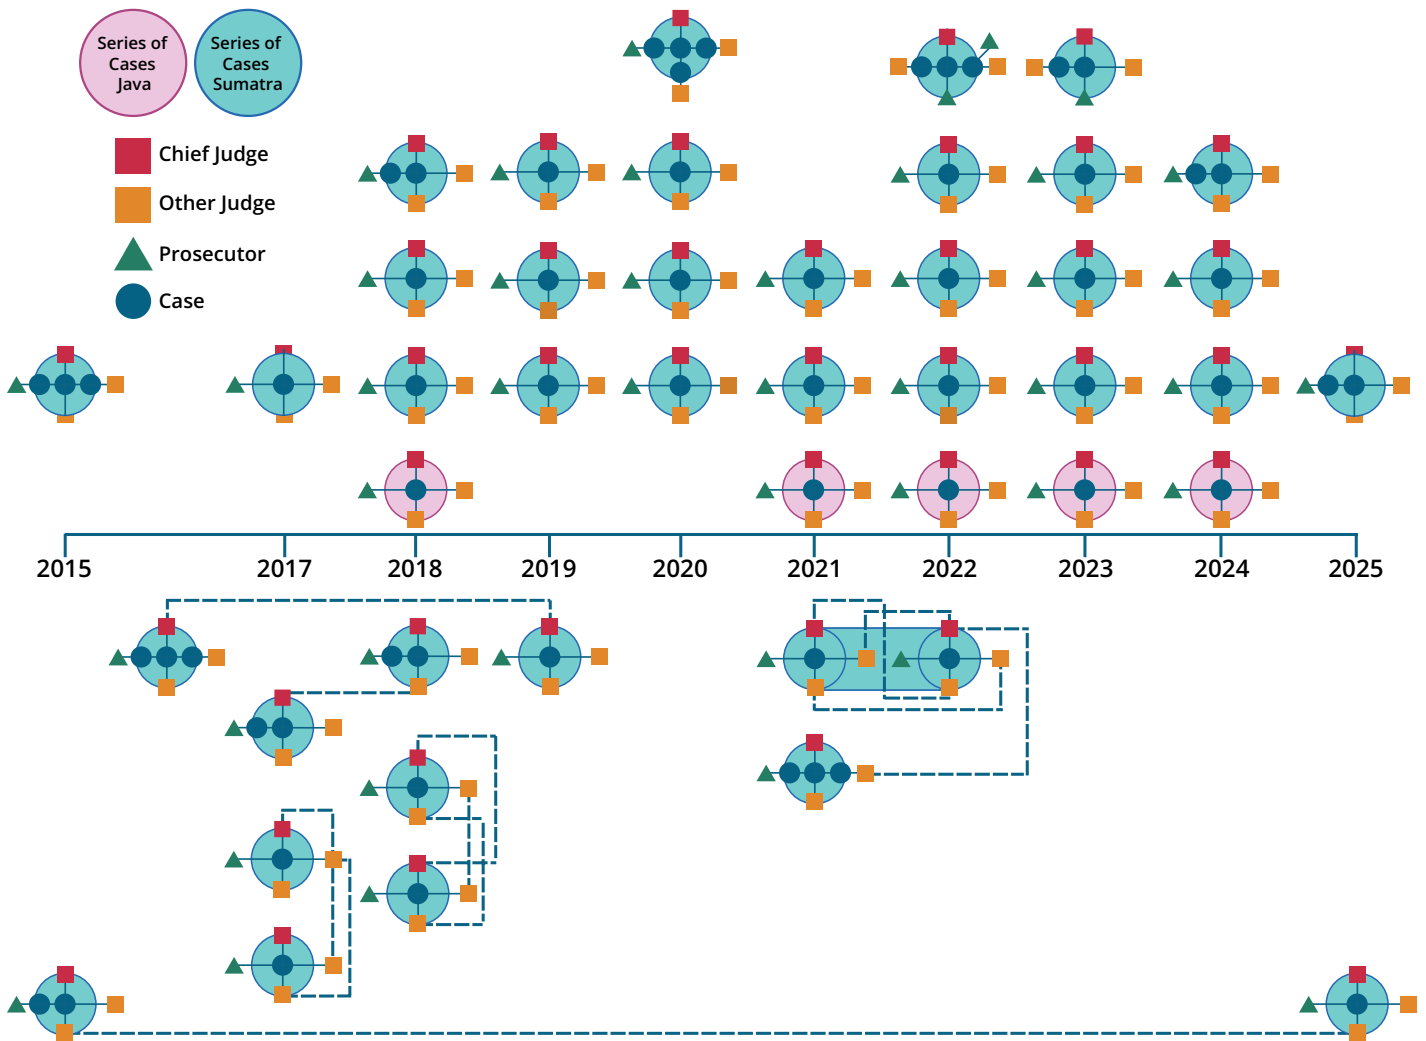 Series of
Cases
Java
Series of
Cases
Sumatra
Chief Judge
Other Judge
Prosecutor
Case
2015
2017
2018
2019
2020
2021
2022
2023
2024
2025